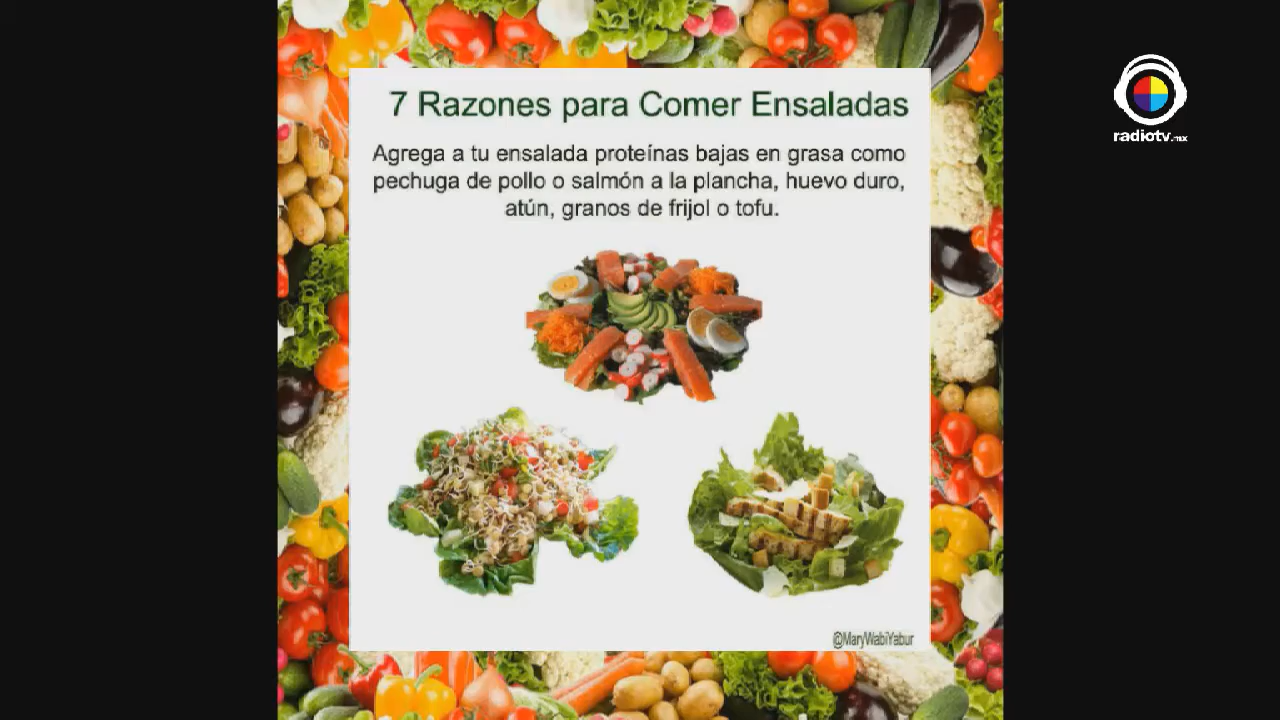 7 Razones para Comer Ensaladas
Agrega a tu ensalada proteínas bajas en grasa como
pechuga de pollo o salmón a la plancha, huevo duro,
atún, granos de frijol o tofu.
@MaryWabiYabur
radiotv.mx